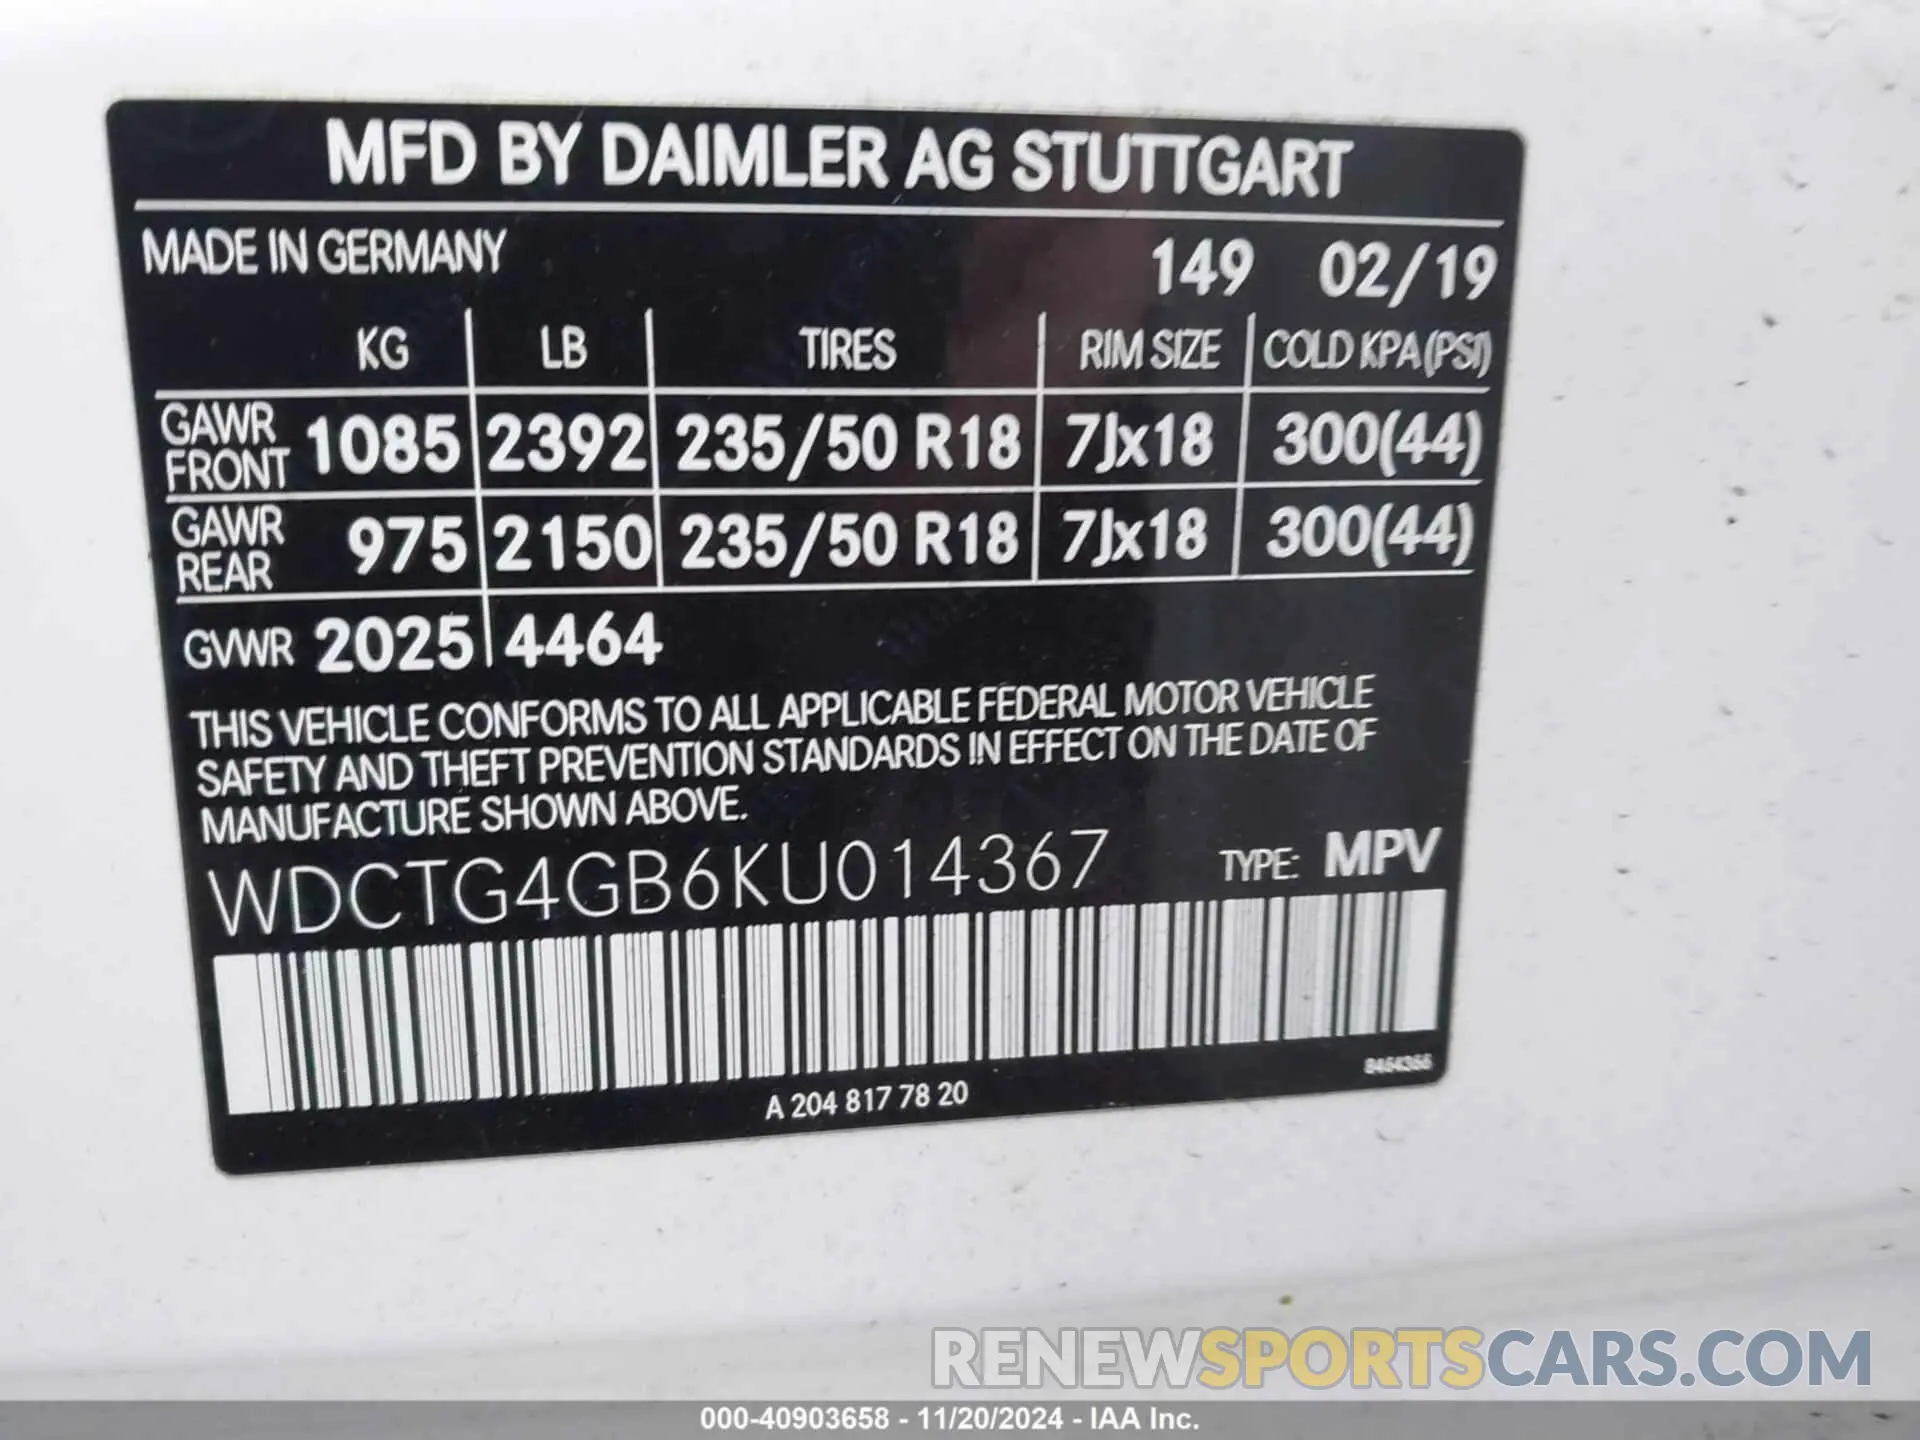 MFD BY DAIMLER AG STUTTGART
MADE IN GERMANY 149 02/19
KG LB TIRES RIM SIZE COLD KPA(PSI)
GAWR FRONT 1085 2392 235/50 R18 7Jx18 300(44)
GAWR REAR 975 2150 235/50 R18 7Jx18 300(44)
GVWR 2025 4464
THIS VEHICLE CONFORMS TO ALL APPLICABLE FEDERAL MOTOR VEHICLE
SAFETY AND THEFT PREVENTION STANDARDS IN EFFECT ON THE DATE OF
MANUFACTURE SHOWN ABOVE.
WDCTG4GB6KU014367 TYPE: MPV
8464366
A 204 817 78 20
RENEWSPORTSCARS.COM
000-40903658 - 11/20/2024 - IAA Inc.